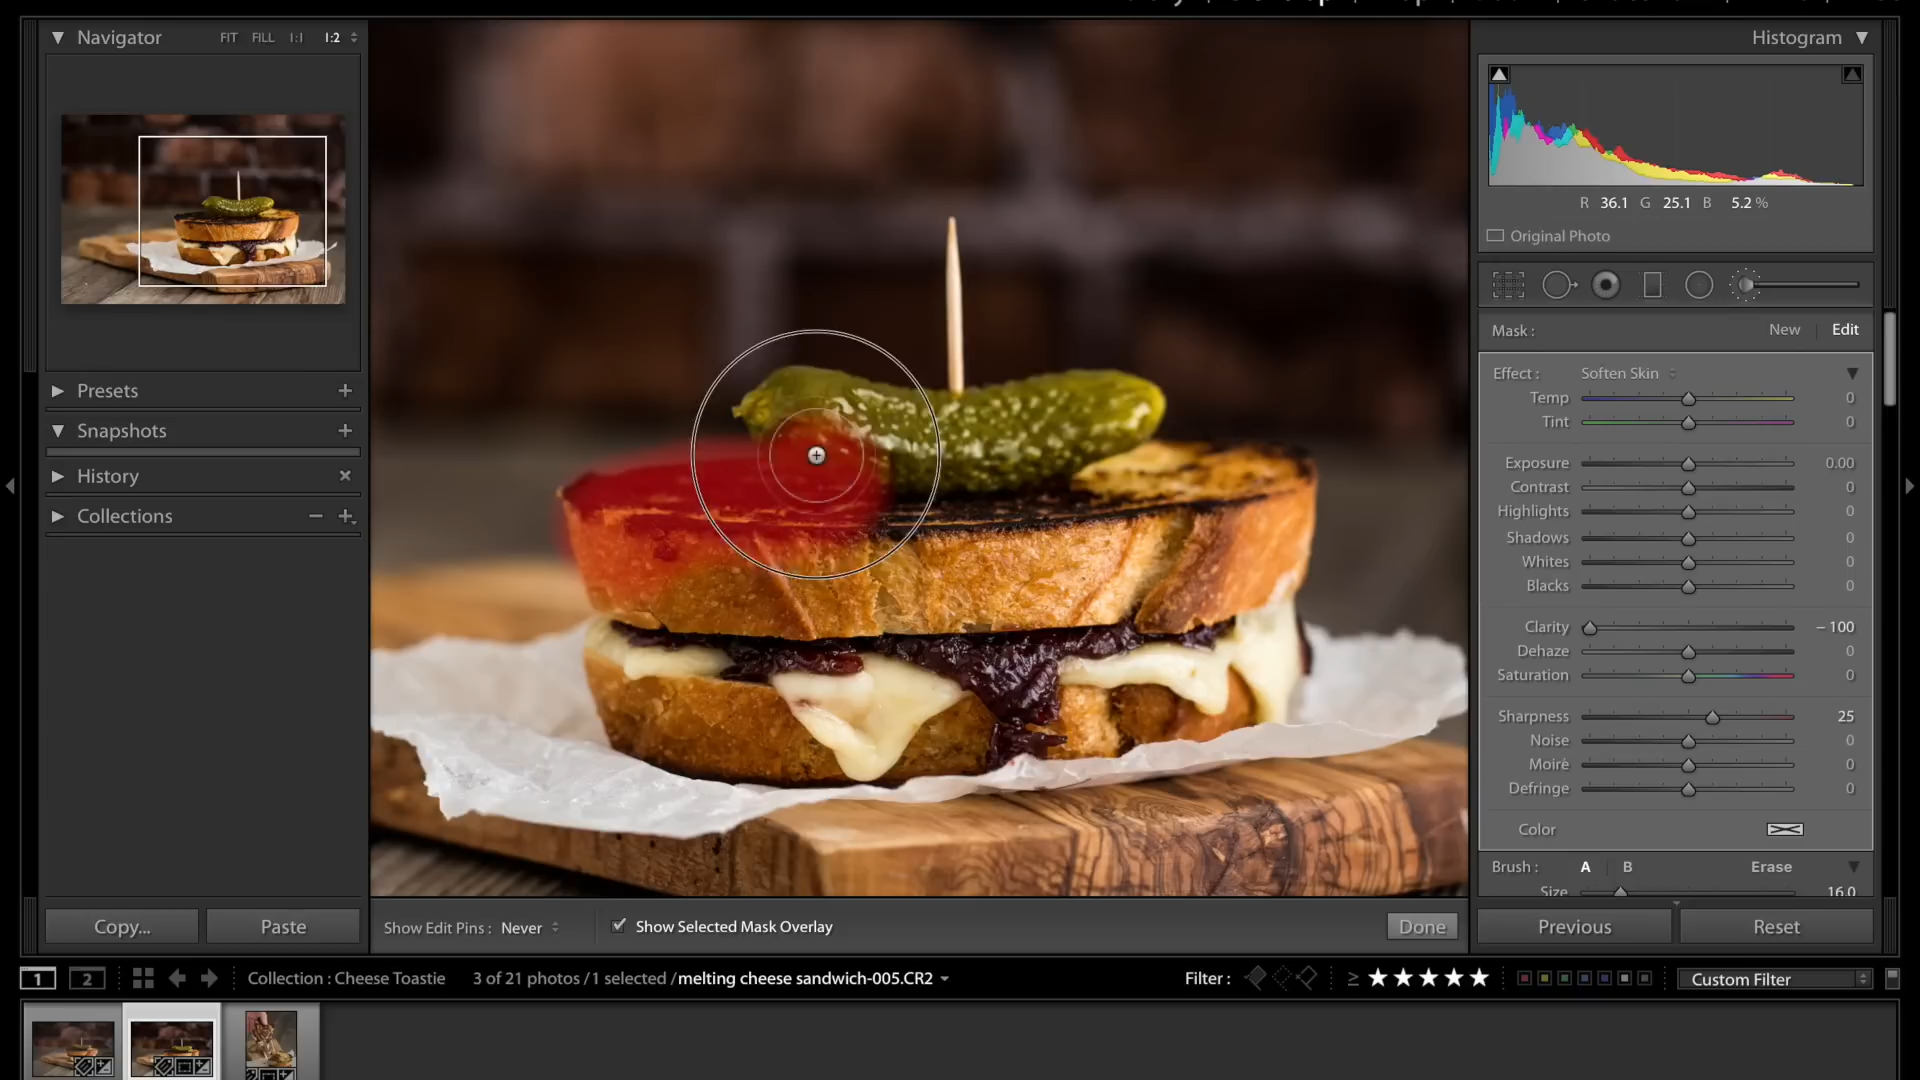 Navigator FIT FILL 1:1 1:2
Histogram
R 36.1 G 25.1 B 5.2 %
Original Photo
Mask : New Edit
Effect : Soften Skin
Temp 0
Tint 0
Exposure 0.00
Contrast 0
Highlights 0
Shadows 0
Whites 0
Blacks 0
Clarity – 100
Dehaze 0
Saturation 0
Sharpness 25
Noise 0
Moiré 0
Defringe 0
Color
Brush : A B Erase
Size 16.0
Presets
Snapshots
History
Collections
Copy... Paste
Show Edit Pins : Never Show Selected Mask Overlay Done
Previous Reset
1 2 Collection : Cheese Toastie 3 of 21 photos /1 selected /melting cheese sandwich-005.CR2 Filter : ≥ ★★★★★ Custom Filter